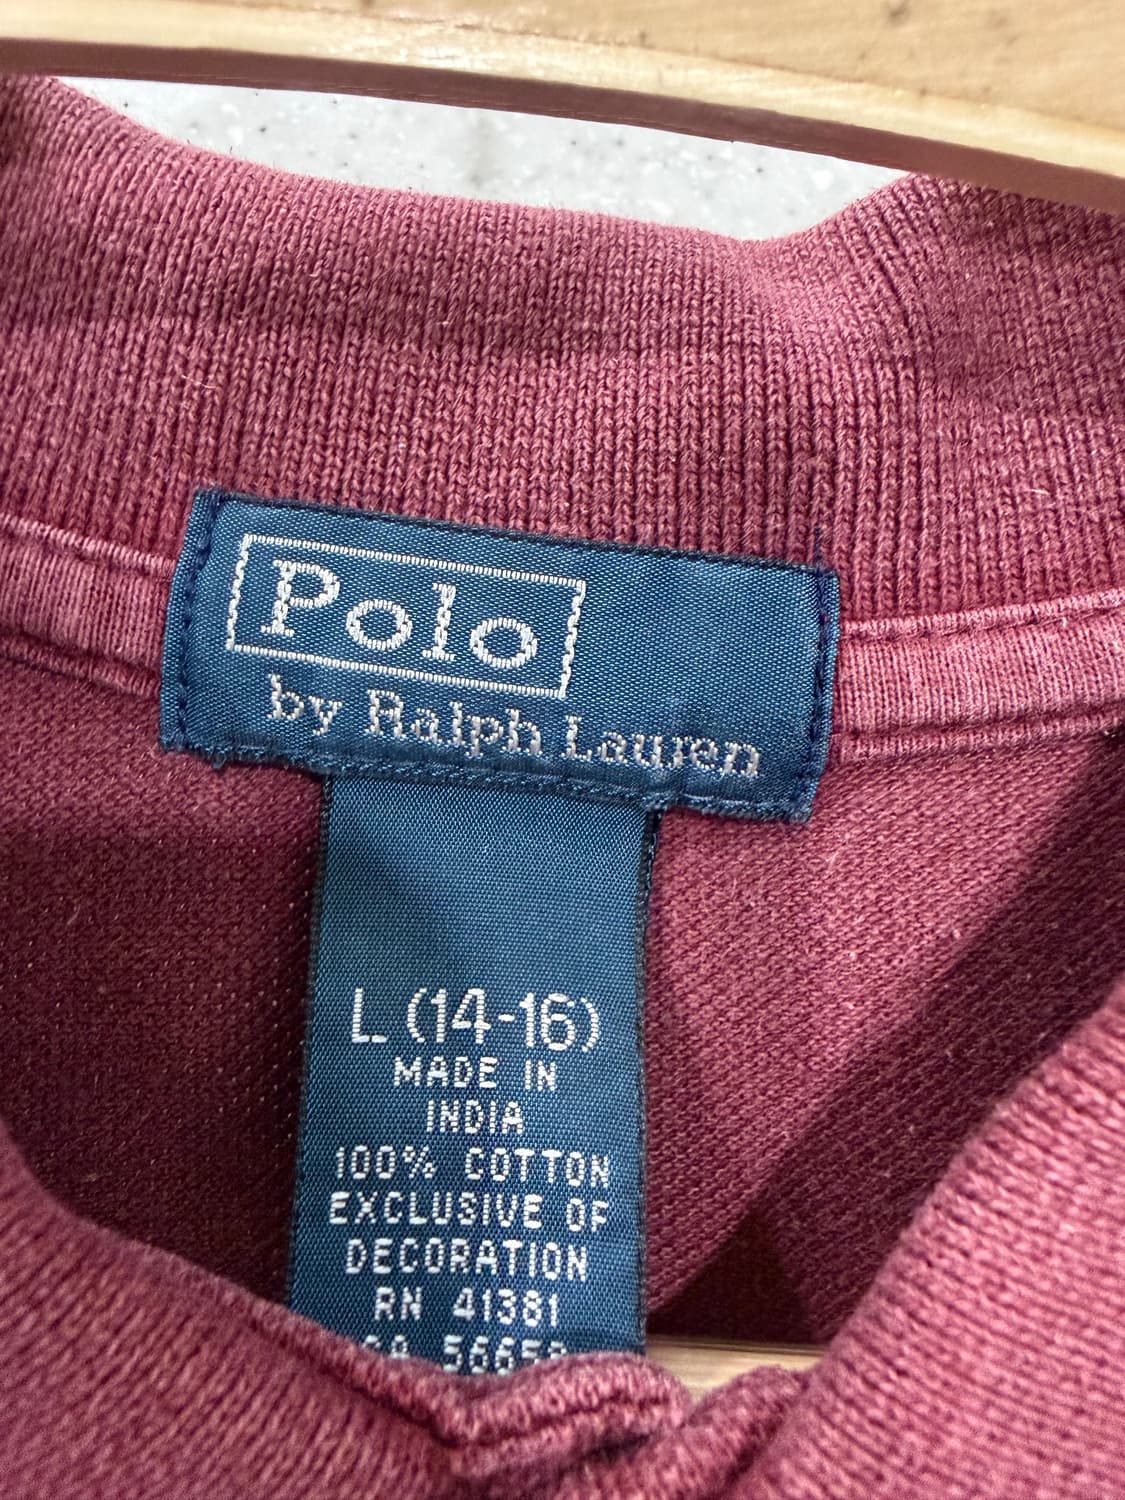 Polo
by Ralph Lauren
L (14-16)
MADE IN
INDIA
100% COTTON
EXCLUSIVE OF
DECORATION
RN 41381